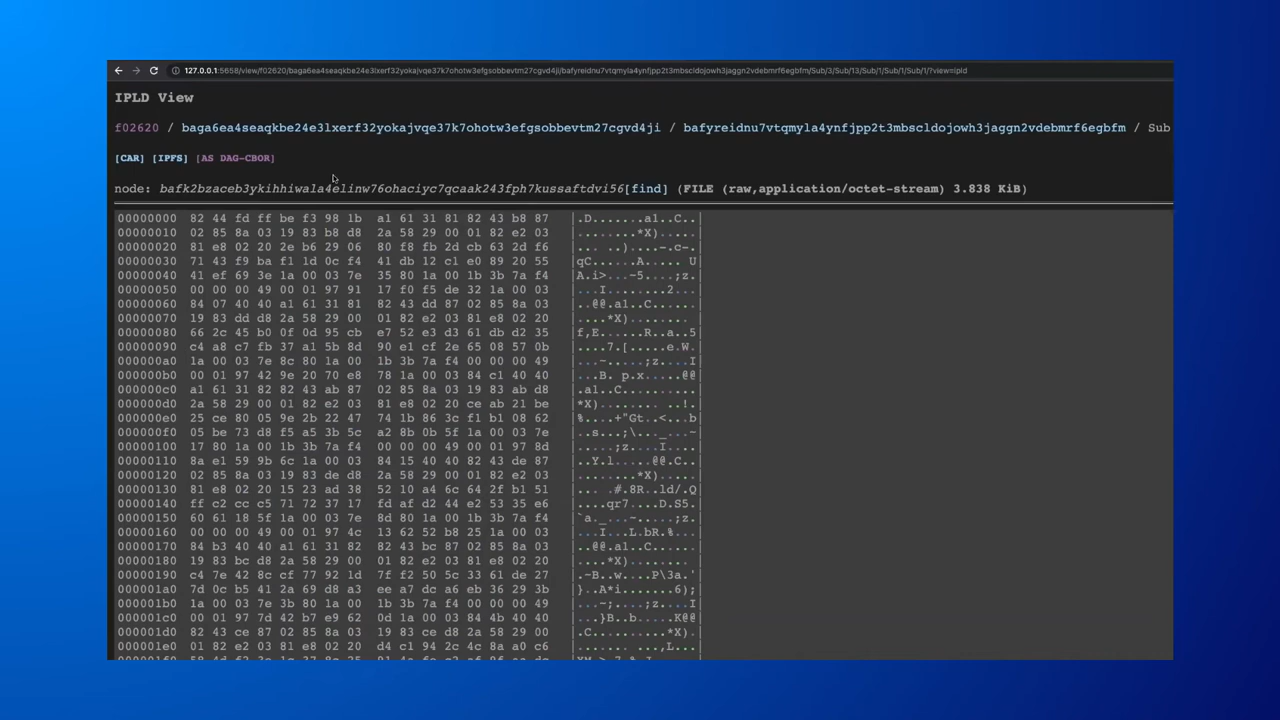 127.0.0.1:5658/view/f02620/baga6ea4seaqkbe24e3lxerf32yokajvqe37k7ohotw3efgsobbevtm27cgvd4ji/bafyreidnu7vtqmyla4ynfjpp2t3mbscldojowh3jaggn2vdebmrf6egbfm/Sub/3/Sub/13/Sub/1/Sub/1/Sub/1/?view=ipld
IPLD View
f02620 / baga6ea4seaqkbe24e3lxerf32yokajvqe37k7ohotw3efgsobbevtm27cgvd4ji / bafyreidnu7vtqmyla4ynfjpp2t3mbscldojowh3jaggn2vdebmrf6egbfm / Sub
[CAR] [IPFS] [AS DAG-CBOR]
node: bafk2bzaceb3ykihhiwala4elinw76ohaciyc7qcaak243fph7kussaftdvi56[find] (FILE (raw,application/octet-stream) 3.838 KiB)
00000000 82 44 fd ff be f3 98 1b a1 61 31 81 82 43 b8 87 |.D.......a1..C..|
00000010 02 85 8a 03 19 83 b8 d8 2a 58 29 00 01 82 e2 03 |........*X).....|
00000020 81 e8 02 20 2e b6 29 06 80 f8 fb 2d cb 63 2d f6 |... ..)....-.c-.|
00000030 71 43 f9 ba f1 1d 0c f4 41 db 12 c1 e0 89 20 55 |qC......A..... U|
00000040 41 ef 69 3e 1a 00 03 7e 35 80 1a 00 1b 3b 7a f4
00000050 00 00 00 49 00 01 97 91 17 f0 f5 de 32 1a 00 03
00000060 84 07 40 40 a1 61 31 81 82 43 dd 87 02 85 8a 03 |..@@.a1..C......|
00000070 19 83 dd d8 2a 58 29 00 01 82 e2 03 81 e8 02 20 |....*X)........ |
00000080 66 2c 45 b0 0f 0d 95 cb e7 52 e3 d3 61 db d2 35 |f,E......R..a..5|
00000090 c4 a8 c7 fb 37 a1 5b 8d 90 e1 cf 2e 65 08 57 0b |....7.[.....e.W.|
000000a0 1a 00 03 7e 8c 80 1a 00 1b 3b 7a f4 00 00 00 49
000000b0 00 01 97 42 9e 20 70 e8 78 1a 00 03 84 c1 40 40 |...B. p.x.....@@|
000000c0 a1 61 31 82 82 43 ab 87 02 85 8a 03 19 83 ab d8 |.a1..C..........|
000000d0 2a 58 29 00 01 82 e2 03 81 e8 02 20 ce ab 21 be |*X)........ ..!.|
000000e0 25 ce 80 05 9e 2b 22 47 74 1b 86 3c f1 b1 08 62 |%....+"Gt..<...b|
000000f0 05 be 73 d8 f5 a5 3b 5c a2 8b 0b 5f 1a 00 03 7e |..s...;\..._...~|
00000100 17 80 1a 00 1b 3b 7a f4 00 00 00 49 00 01 97 8d
00000110 8a e1 59 9b 6c 1a 00 03 84 15 40 40 82 43 de 87 |..Y.l.....@@.C..|
00000120 02 85 8a 03 19 83 de d8 2a 58 29 00 01 82 e2 03 |........*X).....|
00000130 81 e8 02 20 15 23 ad 38 52 10 a4 6c 64 2f b1 51 |... .#.8R..ld/.Q|
00000140 ff c2 cc c5 71 72 37 17 fd af d2 44 e2 53 35 e6 |....qr7....D.S5.|
00000150 60 61 18 5f 1a 00 03 7e 8d 80 1a 00 1b 3b 7a f4 |`a._...~.....;z.|
00000160 00 00 00 49 00 01 97 4c 13 62 52 b8 25 1a 00 03 |...I...L.bR.%...|
00000170 84 b3 40 40 a1 61 31 82 82 43 bc 87 02 85 8a 03 |..@@.a1..C......|
00000180 19 83 bc d8 2a 58 29 00 01 82 e2 03 81 e8 02 20 |....*X)........ |
00000190 c4 7e 42 8c cf 77 92 1d 7f f2 50 5c 33 61 de 27 |.~B..w....P\3a.'|
000001a0 7d 0c b5 41 2a 69 d8 a3 ee a7 dc a6 eb 36 29 3b |}..A*i.......6);|
000001b0 1a 00 03 7e 3b 80 1a 00 1b 3b 7a f4 00 00 00 49 |...~;....;z....I|
000001c0 00 01 97 7d 42 b7 e9 62 0d 1a 00 03 84 4b 40 40 |...}B..b.....K@@|
000001d0 82 43 ce 87 02 85 8a 03 19 83 ce d8 2a 58 29 00 |.C..........*X).|
000001e0 01 82 e2 03 81 e8 02 20 d4 c1 94 2c 4c 8a a0 c6 |....... ...,L...|